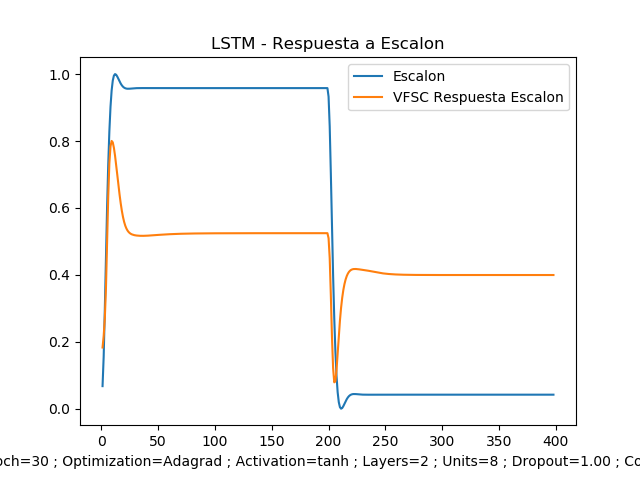 LSTM - Respuesta a Escalon
Escalon
VFSC Respuesta Escalon
1.0
0.8
0.6
0.4
0.2
0.0
0 50 100 150 200 250 300 350 400
och=30 ; Optimization=Adagrad ; Activation=tanh ; Layers=2 ; Units=8 ; Dropout=1.00 ; Co